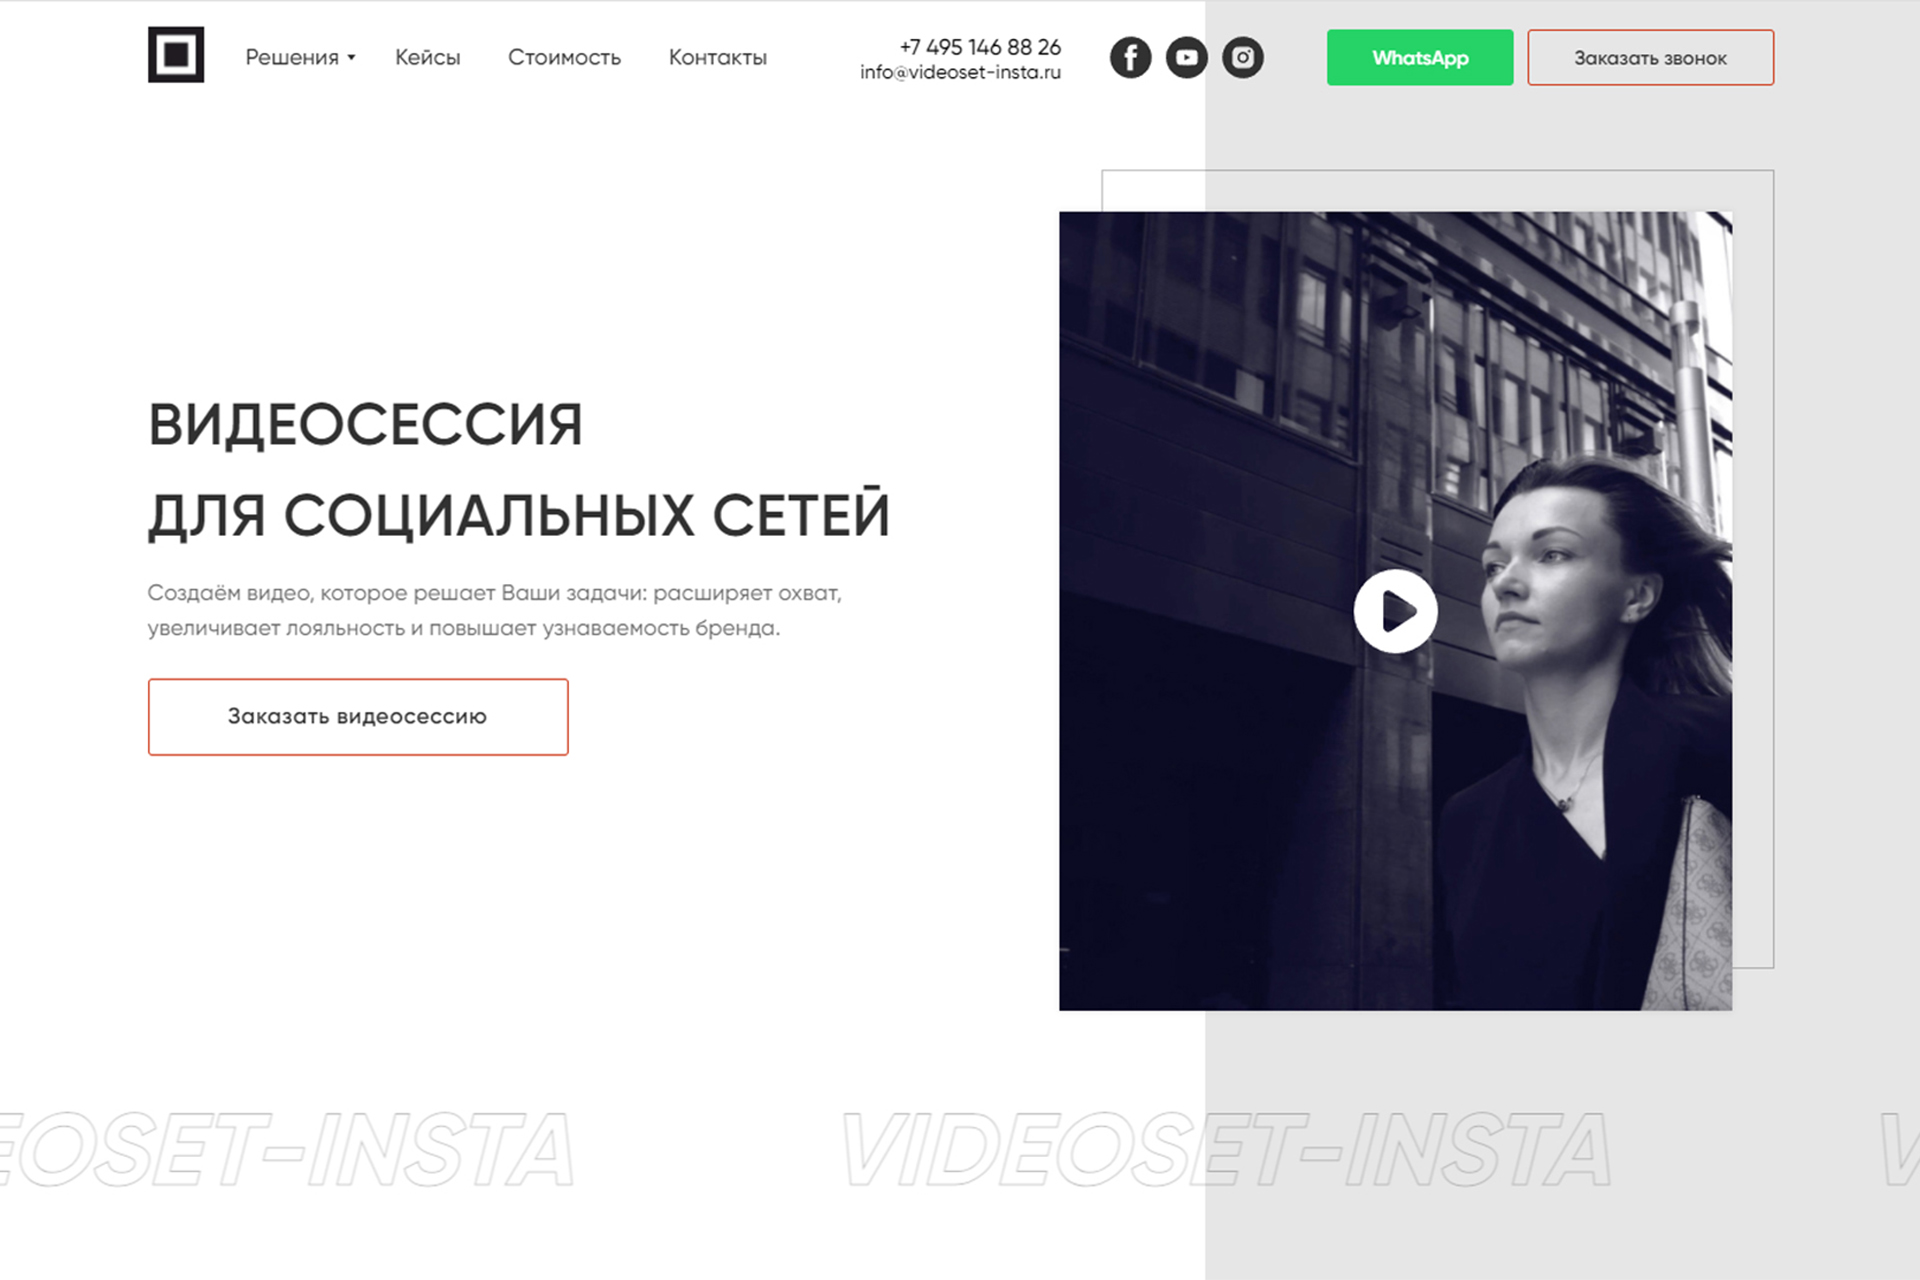 Решения
Кейсы
Стоимость
Контакты
+7 495 146 88 26
info@videoset-insta.ru
WhatsApp
Заказать звонок
ВИДЕОСЕССИЯ
ДЛЯ СОЦИАЛЬНЫХ СЕТЕЙ
Создаём видео, которое решает Ваши задачи: расширяет охват,
увеличивает лояльность и повышает узнаваемость бренда.
Заказать видеосессию
EOSET-INSTA
VIDEOSET-INSTA
V